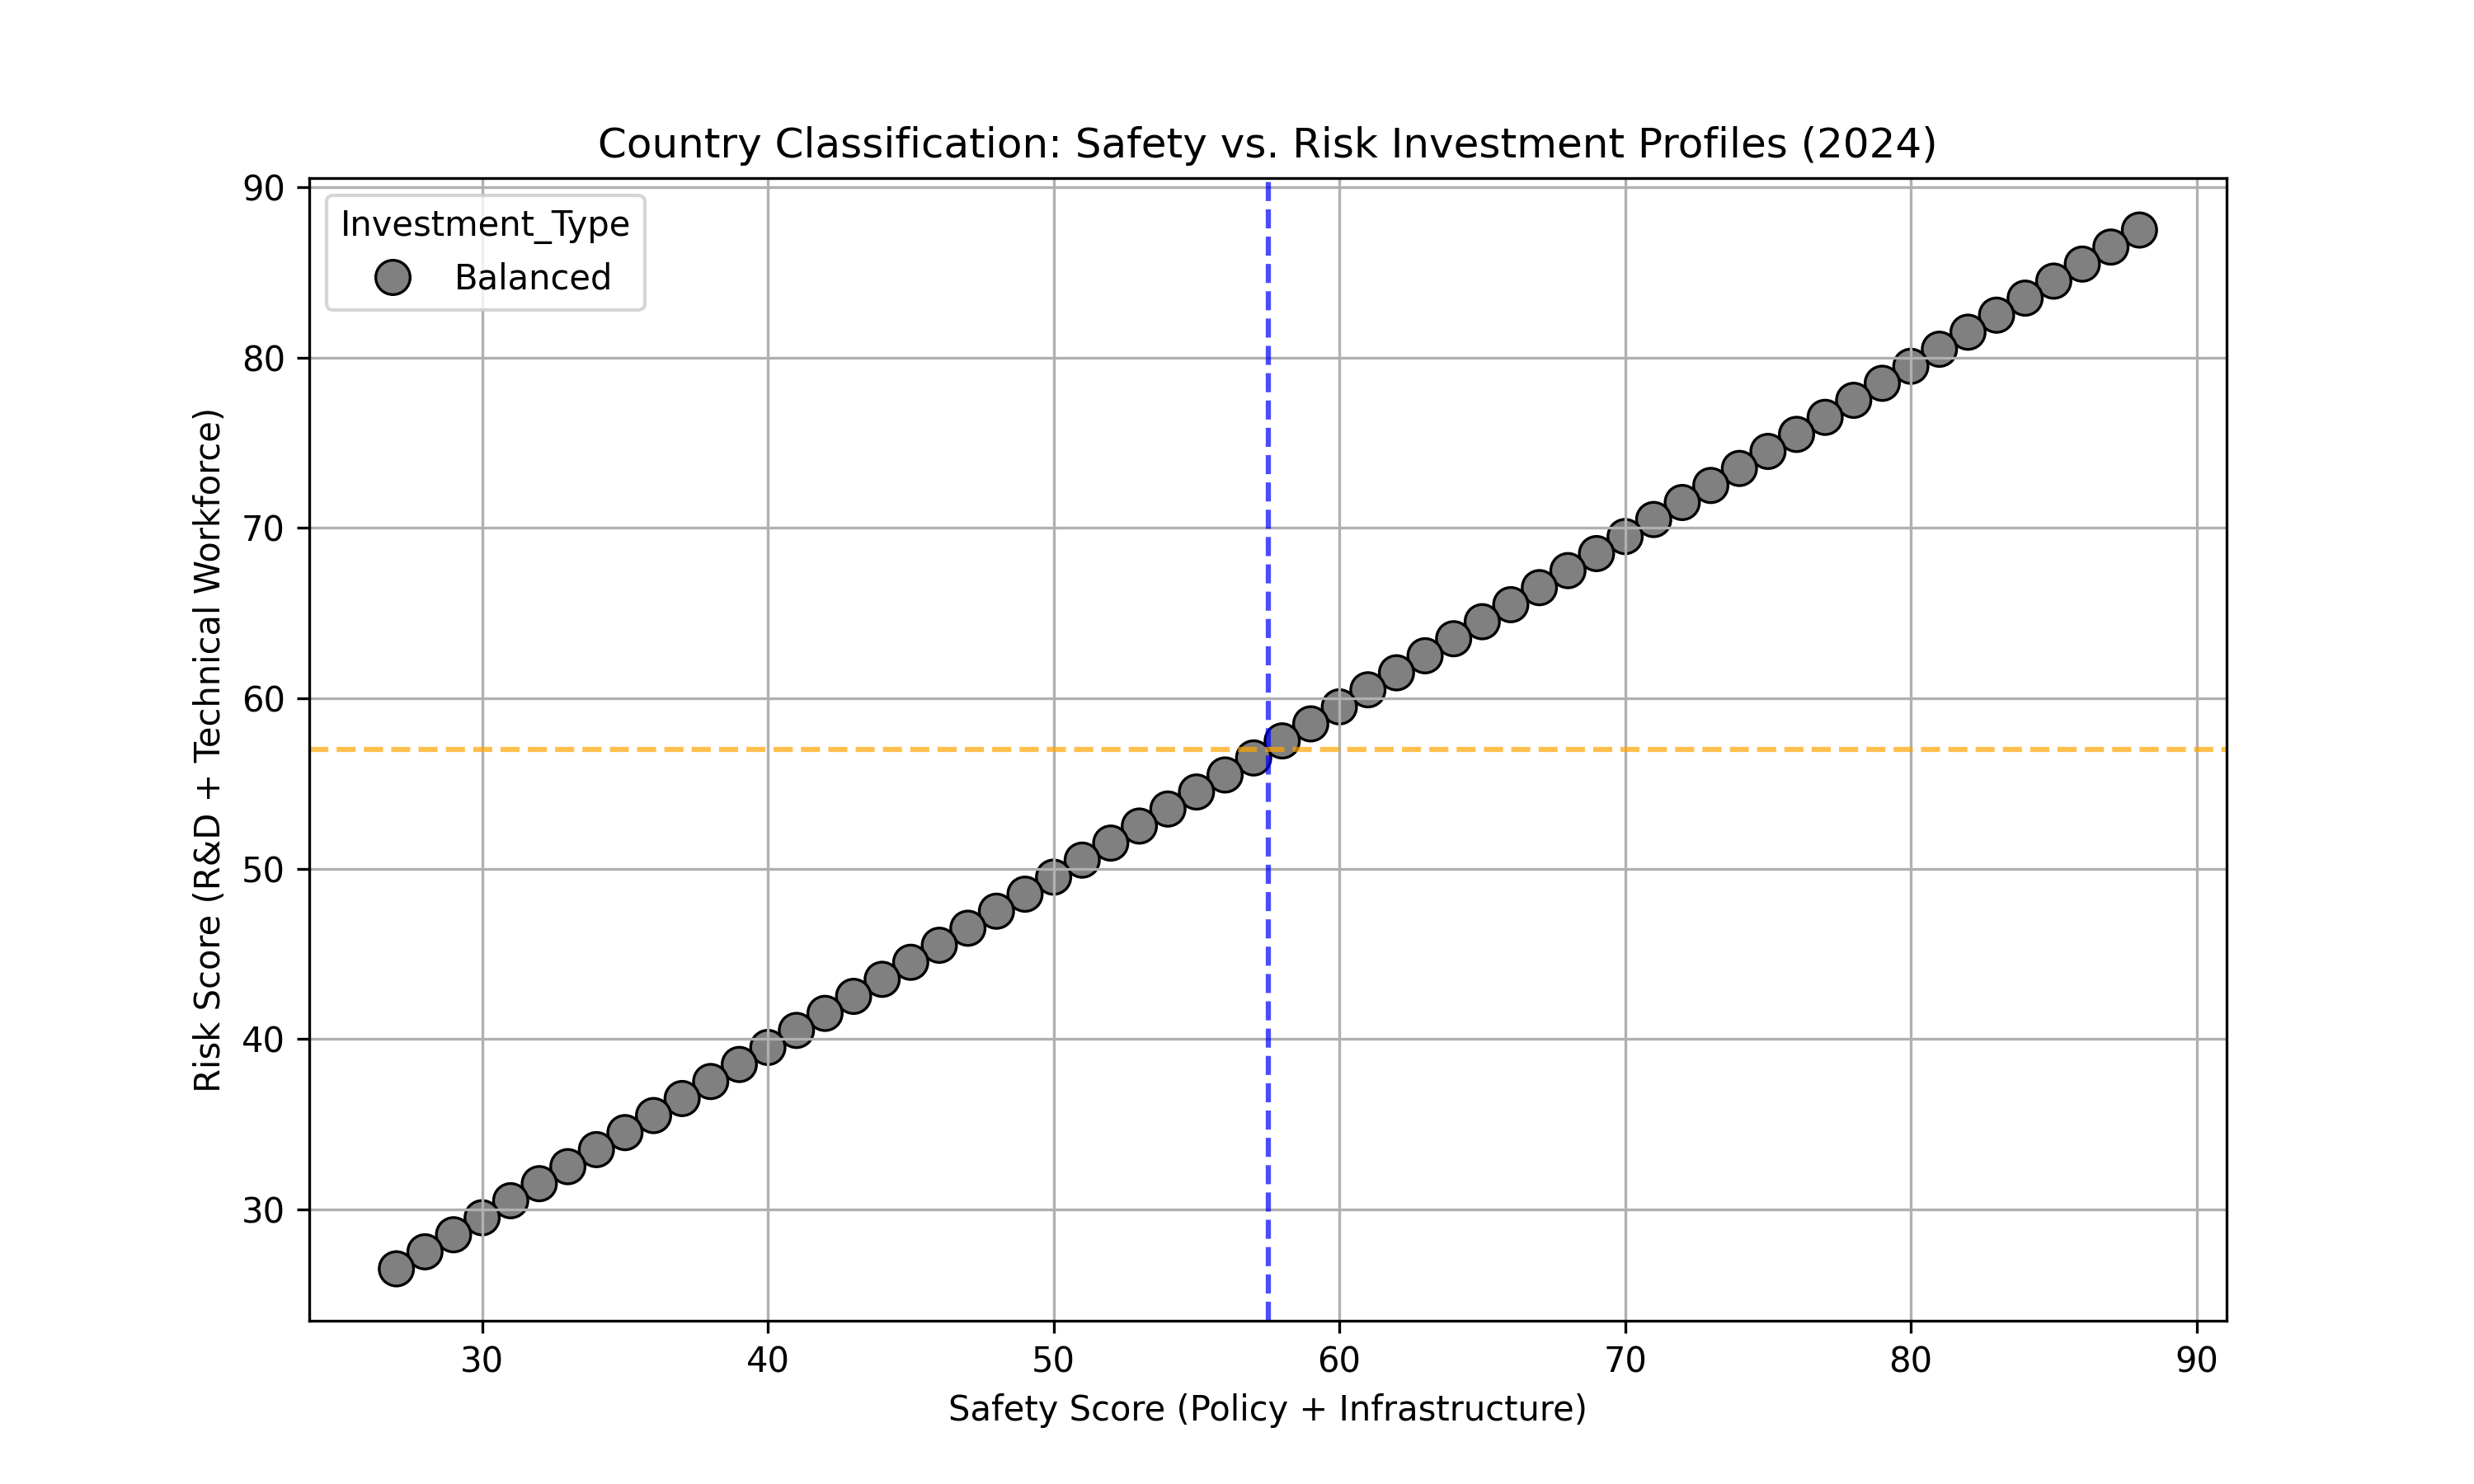 Country Classification: Safety vs. Risk Investment Profiles (2024)
Investment_Type
Balanced
Risk Score (R&D + Technical Workforce)
90
80
70
60
50
40
30
30 40 50 60 70 80 90
Safety Score (Policy + Infrastructure)